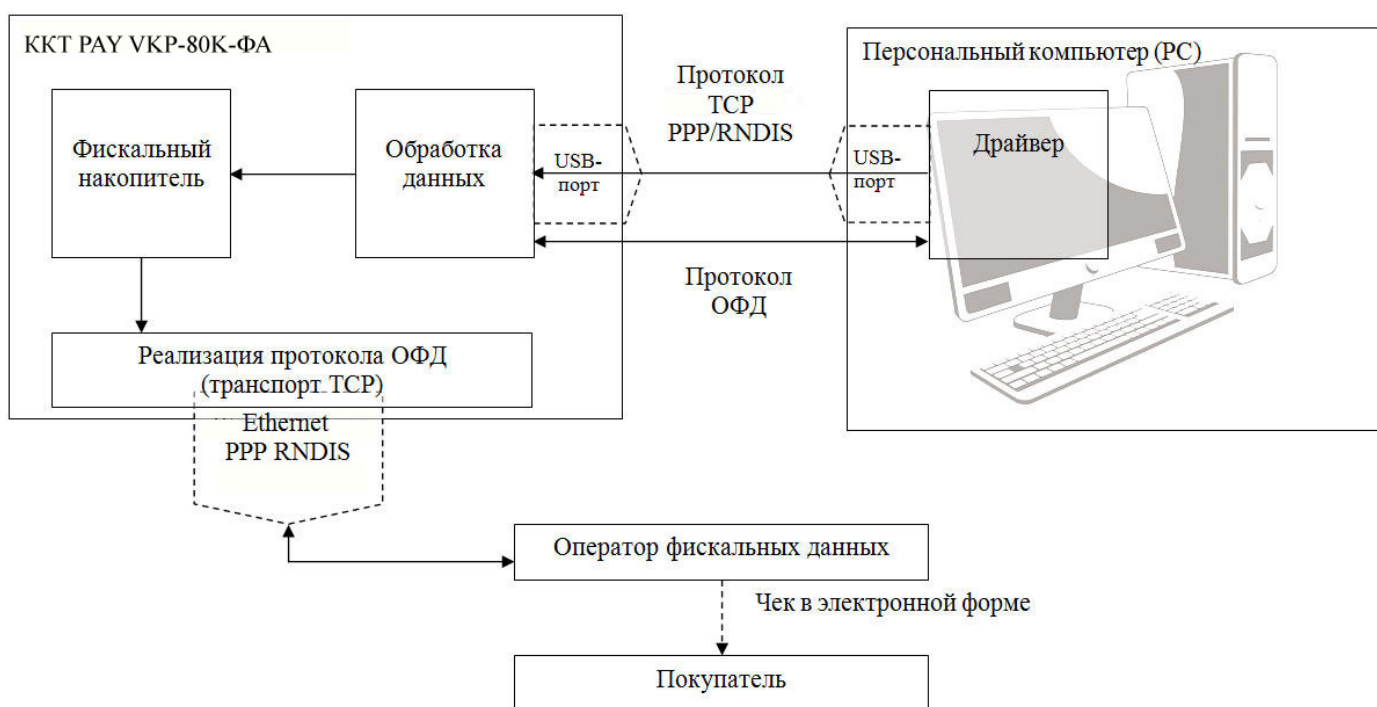 ККТ PAY VKP-80K-ФА
Персональный компьютер (PC)
Протокол
TCP
PPP/RNDIS
Фискальный
накопитель
Обработка
данных
USB-
порт
USB-
порт
Драйвер
Протокол
ОФД
Реализация протокола ОФД
(транспорт TCP)
Ethernet
PPP RNDIS
Оператор фискальных данных
Чек в электронной форме
Покупатель